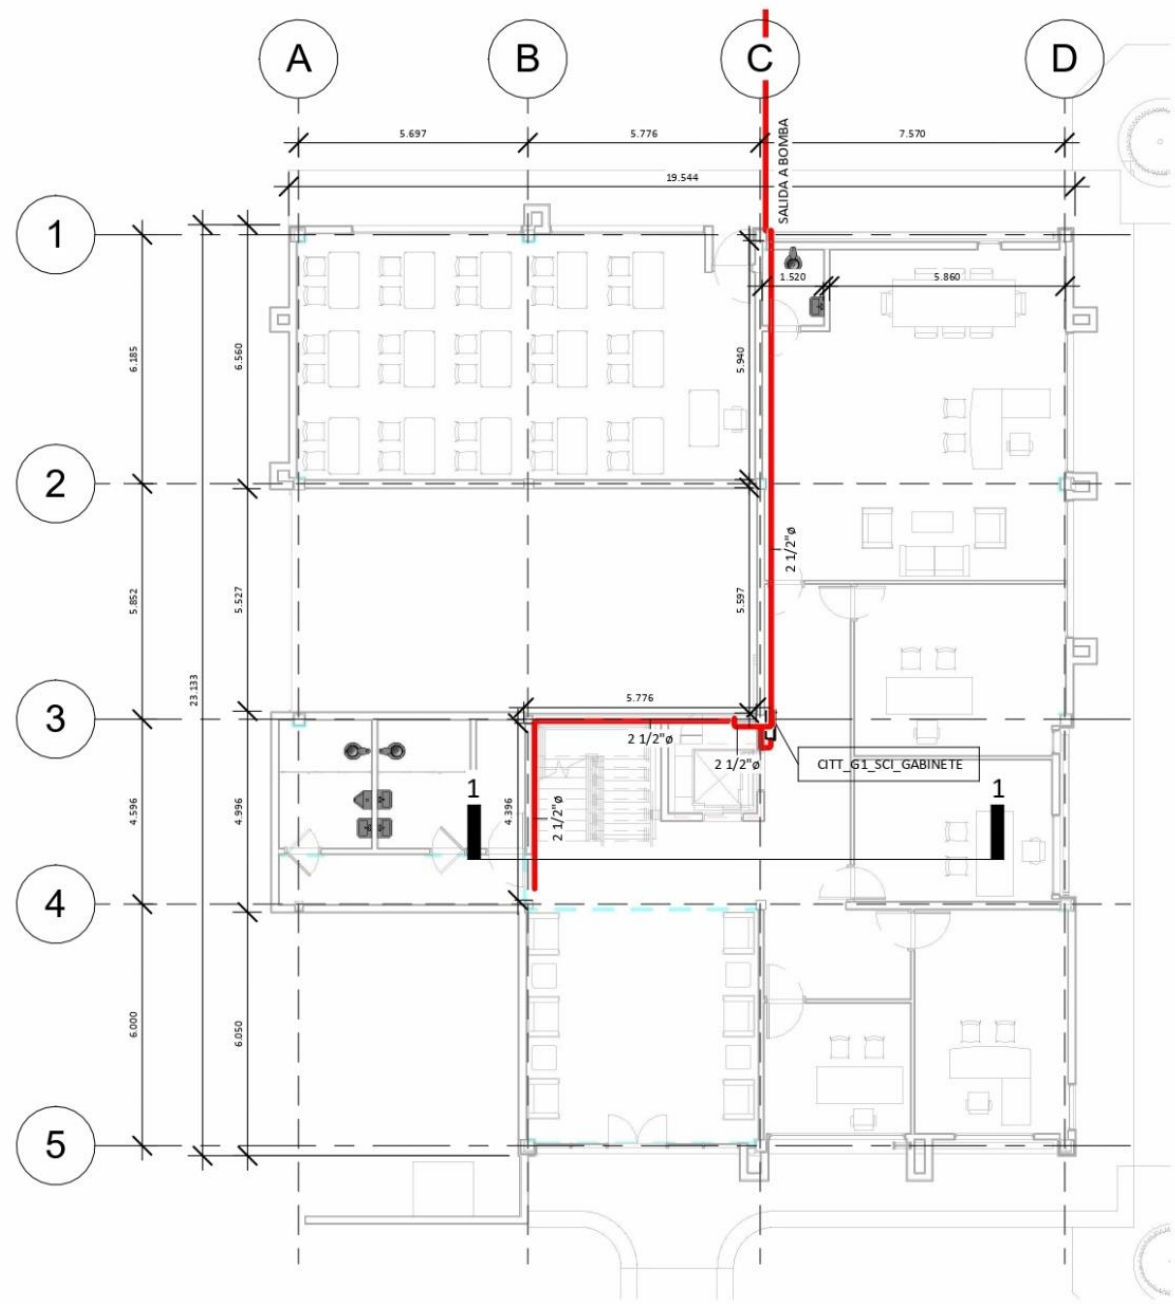 A
B
C
D
5.697
5.776
7.570
SALIDA A BOMBA
19.544
1
1.520
5.860
6.185
6.560
5.940
2
2 1/2"ø
5.852
5.527
5.597
23.133
5.776
3
2 1/2"ø
2 1/2"ø
CITT_G1_SCI_GABINETE
1
1
4.596
4.996
4.396
2 1/2"ø
4
6.000
6.050
5